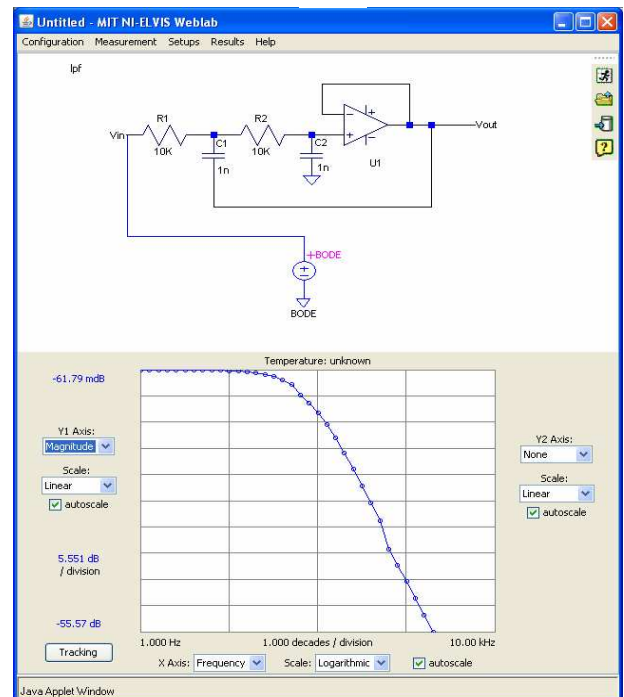 Untitled - MIT NI-ELVIS Weblab
Configuration Measurement Setups Results Help
lpf
R1
R2
Vin
10K
C1
1n
10K
C2
1n
U1
Vout
+BODE
BODE
Temperature: unknown
-61.79 mdB
Y1 Axis:
Magnitude
Scale:
Linear
autoscale
5.551 dB
/ division
-55.57 dB
Tracking
Y2 Axis:
None
Scale:
Linear
autoscale
1.000 Hz 1.000 decades / division 10.00 kHz
X Axis: Frequency Scale: Logarithmic autoscale
Java Applet Window